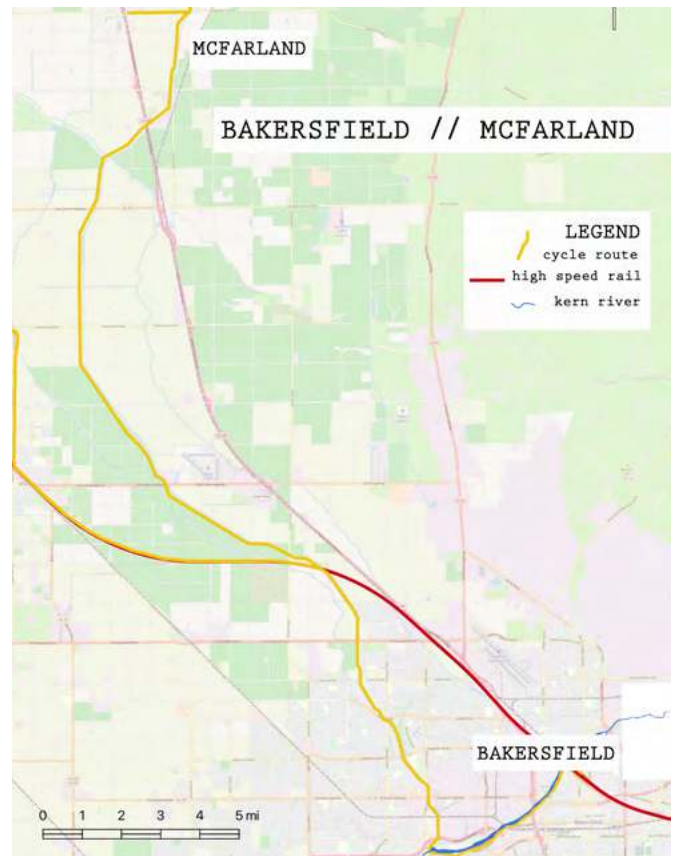 MCFARLAND
BAKERSFIELD // MCFARLAND
LEGEND
cycle route
high speed rail
kern river
BAKERSFIELD
0 1 2 3 4 5 mi